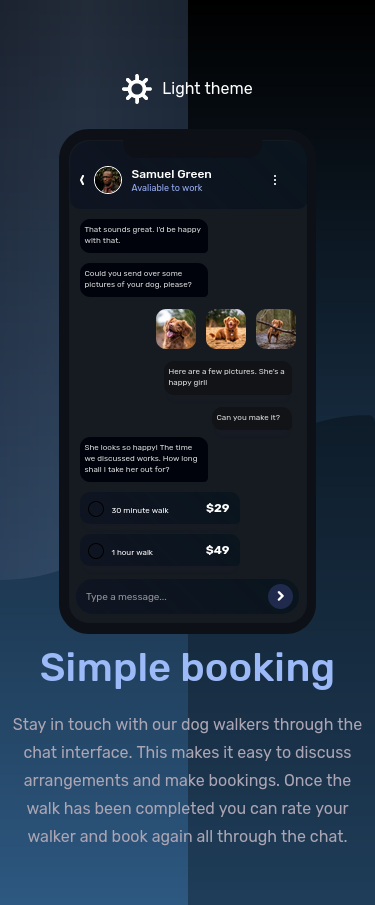 Light theme
Samuel Green
Avaliable to work
That sounds great. I'd be happy
with that.
Could you send over some
pictures of your dog, please?
Here are a few pictures. She's a
happy girl!
Can you make it?
She looks so happy! The time
we discussed works. How long
shall I take her out for?
30 minute walk $29
1 hour walk $49
Type a message...
Simple booking
Stay in touch with our dog walkers through the
chat interface. This makes it easy to discuss
arrangements and make bookings. Once the
walk has been completed you can rate your
walker and book again all through the chat.